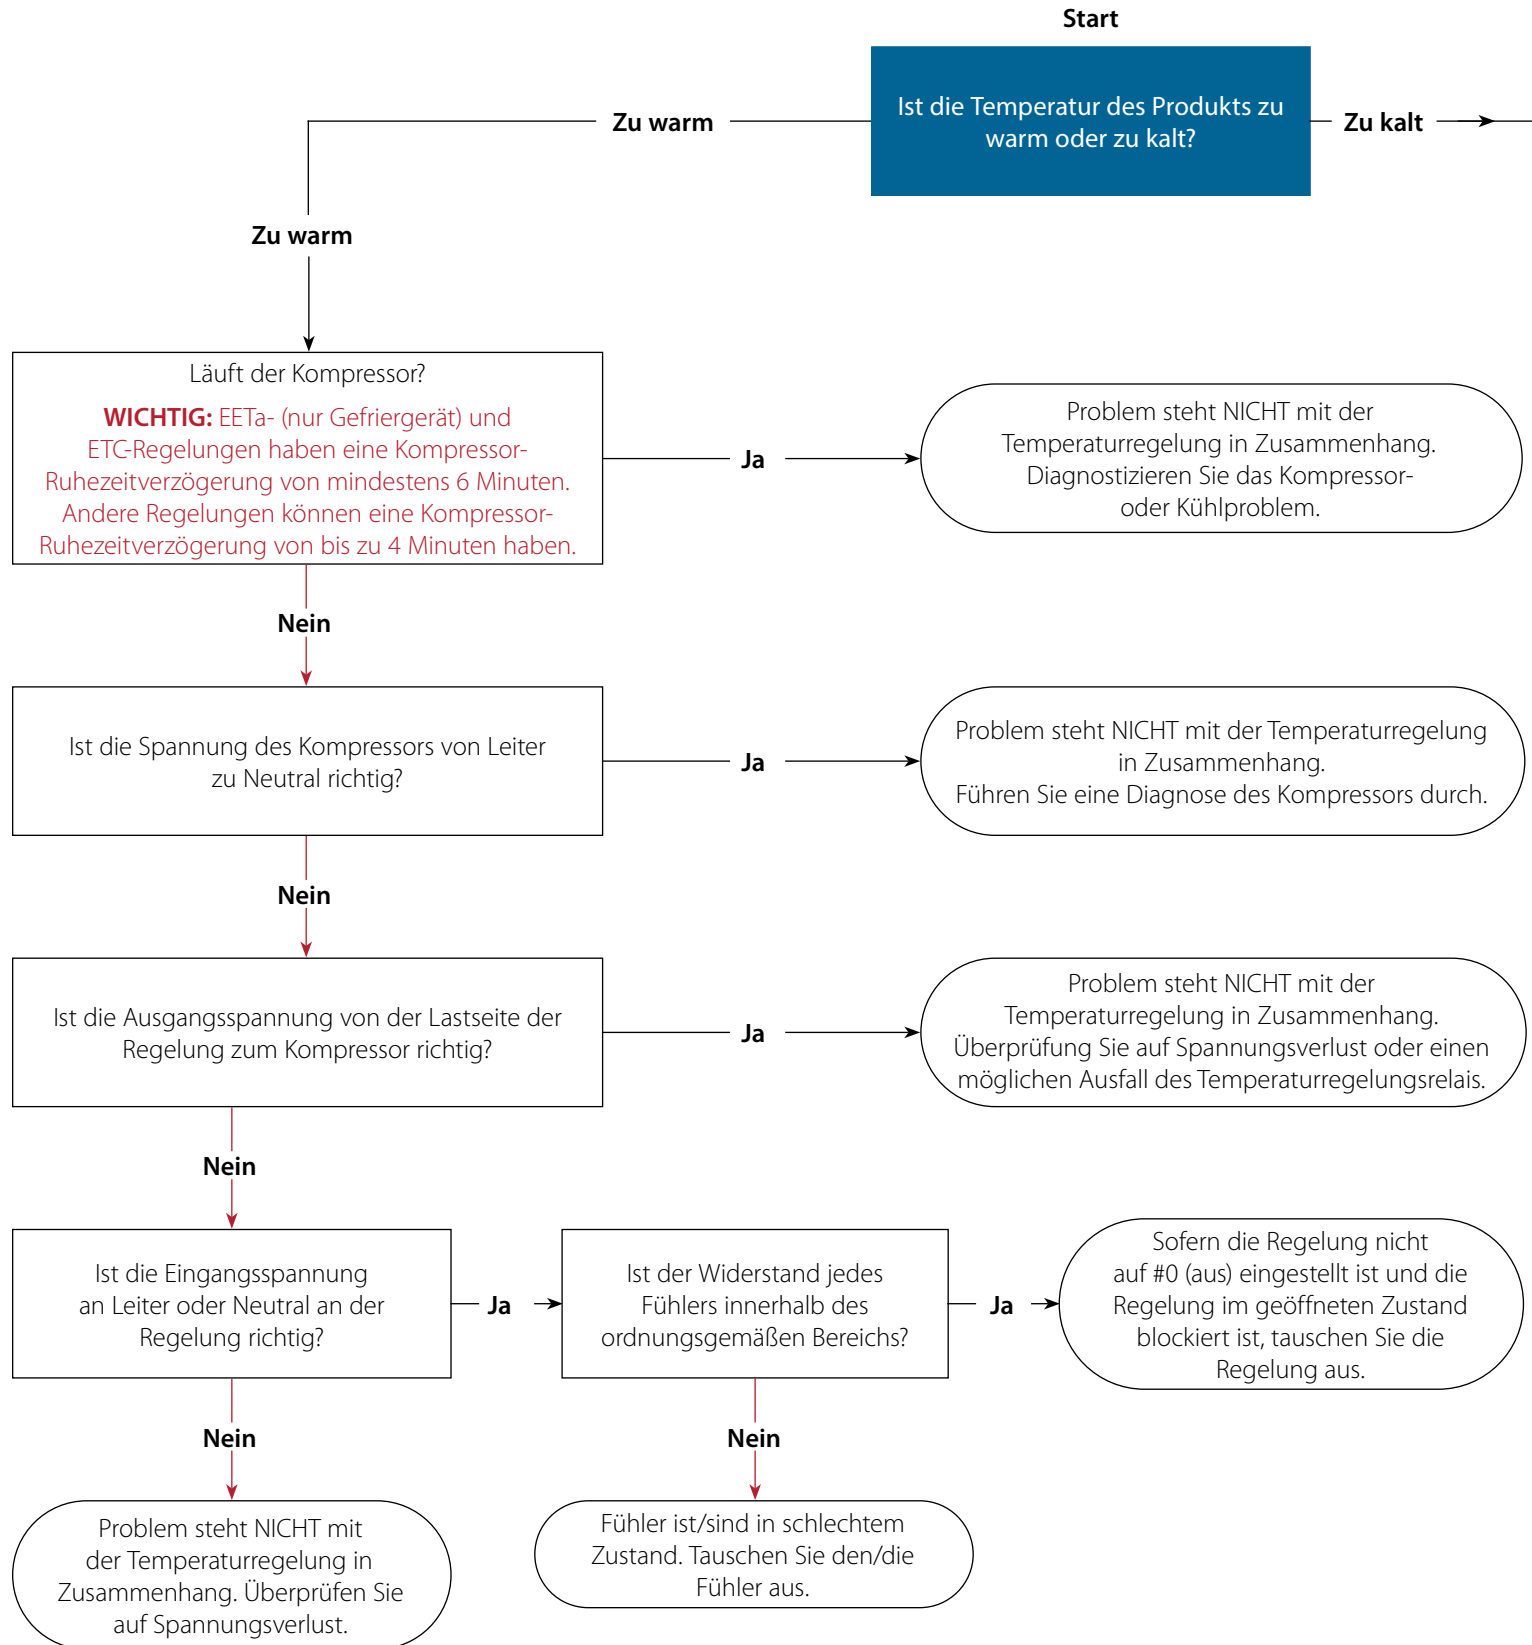 Start
Ist die Temperatur des Produkts zu
warm oder zu kalt?
Zu warm
Zu kalt
Zu warm
Läuft der Kompressor?
WICHTIG: EETa- (nur Gefriergerät) und
ETC-Regelungen haben eine Kompressor-
Ruhezeitverzögerung von mindestens 6 Minuten.
Andere Regelungen können eine Kompressor-
Ruhezeitverzögerung von bis zu 4 Minuten haben.
Ja
Problem steht NICHT mit der
Temperaturregelung in Zusammenhang.
Diagnostizieren Sie das Kompressor-
oder Kühlproblem.
Nein
Ist die Spannung des Kompressors von Leiter
zu Neutral richtig?
Ja
Problem steht NICHT mit der Temperaturregelung
in Zusammenhang.
Führen Sie eine Diagnose des Kompressors durch.
Nein
Ist die Ausgangsspannung von der Lastseite der
Regelung zum Kompressor richtig?
Ja
Problem steht NICHT mit der
Temperaturregelung in Zusammenhang.
Überprüfung Sie auf Spannungsverlust oder einen
möglichen Ausfall des Temperaturregelungsrelais.
Nein
Ist die Eingangsspannung
an Leiter oder Neutral an der
Regelung richtig?
Ja
Ist der Widerstand jedes
Fühlers innerhalb des
ordnungsgemäßen Bereichs?
Ja
Sofern die Regelung nicht
auf #0 (aus) eingestellt ist und die
Regelung im geöffneten Zustand
blockiert ist, tauschen Sie die
Regelung aus.
Nein
Nein
Problem steht NICHT mit
der Temperaturregelung in
Zusammenhang. Überprüfen Sie
auf Spannungsverlust.
Fühler ist/sind in schlechtem
Zustand. Tauschen Sie den/die
Fühler aus.